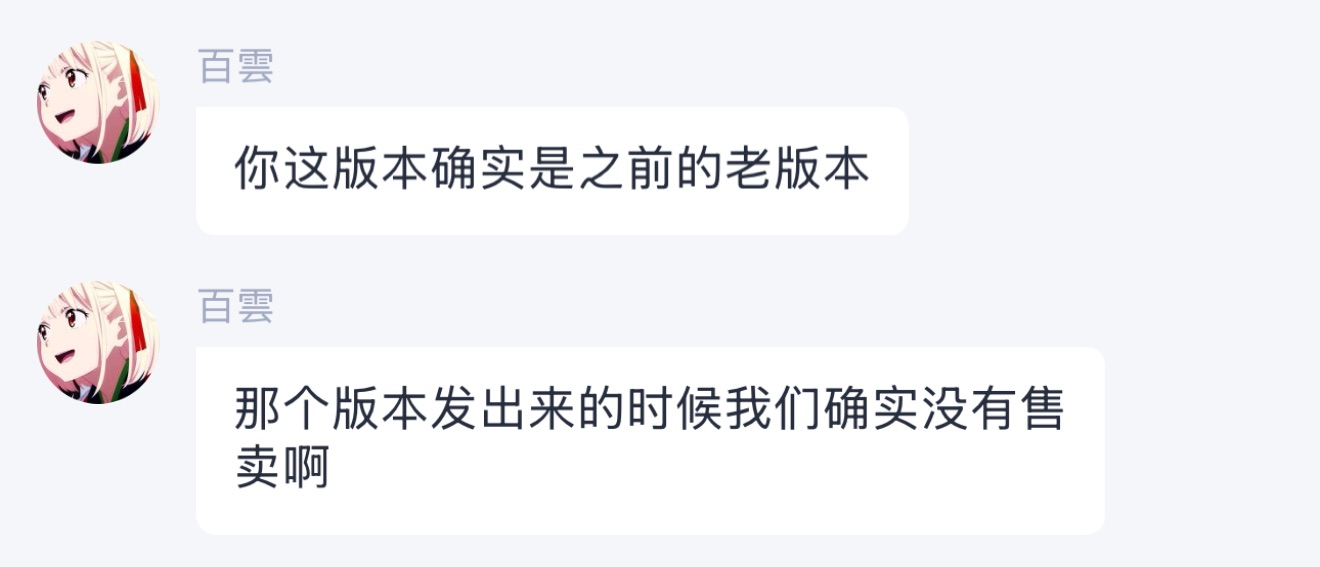 百雲
你这版本确实是之前的老版本
百雲
那个版本发出来的时候我们确实没有售
卖啊